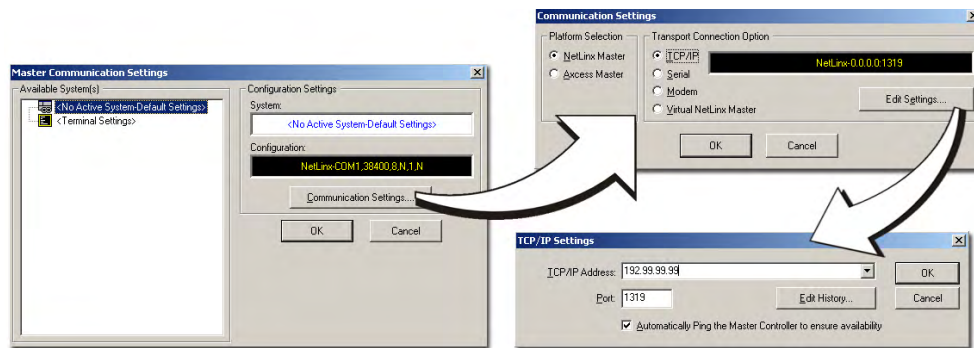 Master Communication Settings
Available System(s)
<No Active System-Default Settings>
<Terminal Settings>
Configuration Settings
System:
<No Active System-Default Settings>
Configuration:
NetLinx-COM1,38400,8,N,1,N
Communication Settings....
OK
Cancel
Communication Settings
Platform Selection
NetLinx Master
Axcess Master
Transport Connection Option
TCP/IP
Serial
Modem
Virtual NetLinx Master
NetLinx-0.0.0.0:1319
Edit Settings....
OK
Cancel
TCP/IP Settings
TCP/IP Address:
192.99.99.99
Port:
1319
Edit History...
Automatically Ping the Master Controller to ensure availability
OK
Cancel